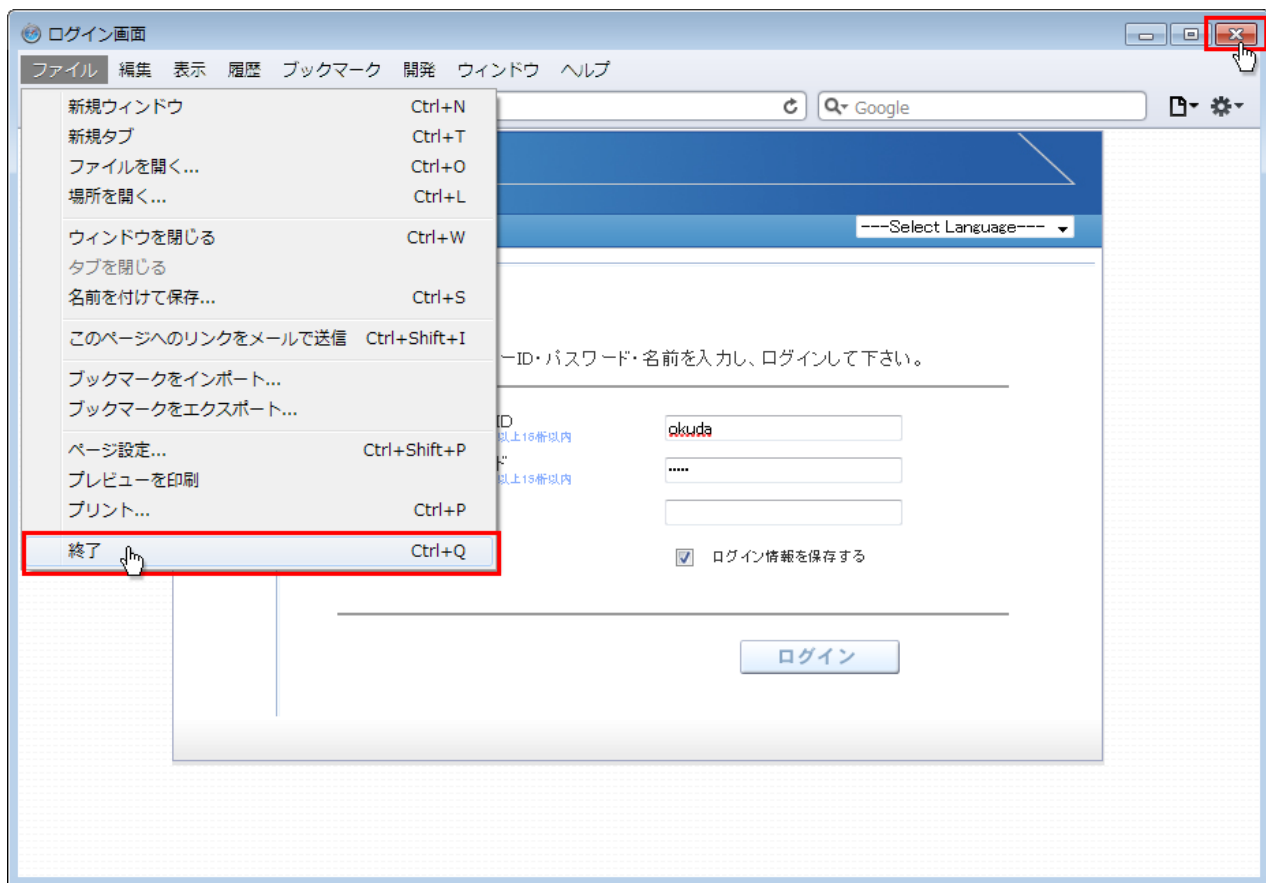 ログイン画面
ファイル 編集 表示 履歴 ブックマーク 開発 ウィンドウ ヘルプ
Google
新規ウィンドウ Ctrl+N
新規タブ Ctrl+T
ファイルを開く... Ctrl+O
場所を開く... Ctrl+L
ウィンドウを閉じる Ctrl+W
タブを閉じる
名前を付けて保存... Ctrl+S
このページへのリンクをメールで送信 Ctrl+Shift+I
ブックマークをインポート...
ブックマークをエクスポート...
ページ設定... Ctrl+Shift+P
プレビューを印刷
プリント... Ctrl+P
終了 Ctrl+Q
---Select Language---
ーID・パスワード・名前を入力し、ログインして下さい。
ID
以上16桁以内
okuda
ド
以上16桁以内
•••••
ログイン情報を保存する
ログイン